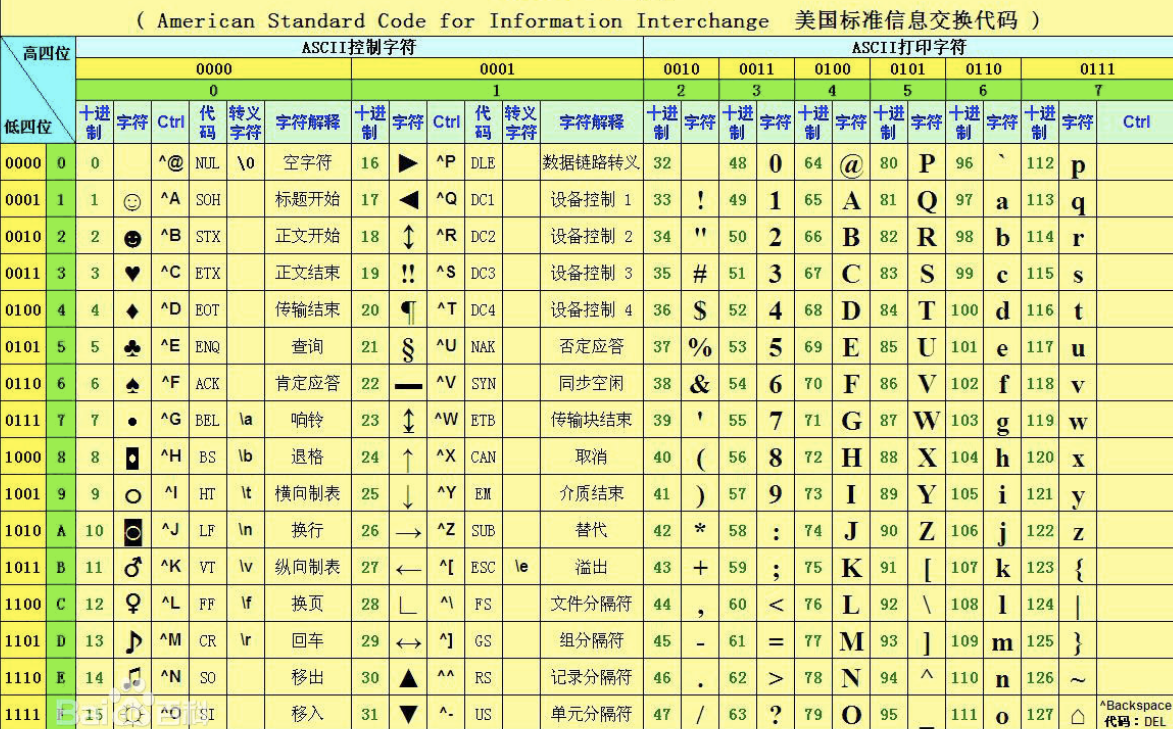 ( American Standard Code for Information Interchange 美国标准信息交换代码 )
高四位 ASCII控制字符 ASCII打印字符
0000 0001 0010 0011 0100 0101 0110 0111
0 1 2 3 4 5 6 7
低四位 十进制 字符 Ctrl 代码 转义字符 字符解释 十进制 字符 Ctrl 代码 转义字符 字符解释 十进制 字符 十进制 字符 十进制 字符 十进制 字符 十进制 字符 十进制 字符 Ctrl
0000 0 0 ^@ NUL \0 空字符 16 ► ^P DLE 数据链路转义 32 48 0 64 @ 80 P 96 ` 112 p
0001 1 1 ☺ ^A SOH 标题开始 17 ◄ ^Q DC1 设备控制 1 33 ! 49 1 65 A 81 Q 97 a 113 q
0010 2 2 ☻ ^B STX 正文开始 18 ↕ ^R DC2 设备控制 2 34 " 50 2 66 B 82 R 98 b 114 r
0011 3 3 ♥ ^C ETX 正文结束 19 ‼ ^S DC3 设备控制 3 35 # 51 3 67 C 83 S 99 c 115 s
0100 4 4 ♦ ^D EOT 传输结束 20 ¶ ^T DC4 设备控制 4 36 $ 52 4 68 D 84 T 100 d 116 t
0101 5 5 ♣ ^E ENQ 查询 21 § ^U NAK 否定应答 37 % 53 5 69 E 85 U 101 e 117 u
0110 6 6 ♠ ^F ACK 肯定应答 22 ▬ ^V SYN 同步空闲 38 & 54 6 70 F 86 V 102 f 118 v
0111 7 7 • ^G BEL \a 响铃 23 ↨ ^W ETB 传输块结束 39 ' 55 7 71 G 87 W 103 g 119 w
1000 8 8 ◘ ^H BS \b 退格 24 ↑ ^X CAN 取消 40 ( 56 8 72 H 88 X 104 h 120 x
1001 9 9 ○ ^I HT \t 横向制表 25 ↓ ^Y EM 介质结束 41 ) 57 9 73 I 89 Y 105 i 121 y
1010 A 10 ◙ ^J LF \n 换行 26 → ^Z SUB 替代 42 * 58 : 74 J 90 Z 106 j 122 z
1011 B 11 ♂ ^K VT \v 纵向制表 27 ← ^[ ESC \e 溢出 43 + 59 ; 75 K 91 [ 107 k 123 {
1100 C 12 ♀ ^L FF \f 换页 28 ∟ ^\ FS 文件分隔符 44 , 60 < 76 L 92 \ 108 l 124 |
1101 D 13 ♪ ^M CR \r 回车 29 ↔ ^] GS 组分隔符 45 - 61 = 77 M 93 ] 109 m 125 }
1110 E 14 ♫ ^N SO 移出 30 ▲ ^^ RS 记录分隔符 46 . 62 > 78 N 94 ^ 110 n 126 ~
1111 F 15 ☼ ^O SI 移入 31 ▼ ^- US 单元分隔符 47 / 63 ? 79 O 95 _ 111 o 127 ⌂ ^Backspace
代码：DEL
Baidu百科